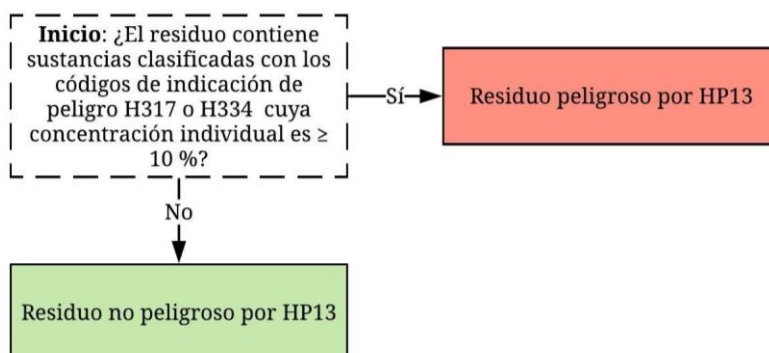 Inicio: ¿El residuo contiene
sustancias clasificadas con los
códigos de indicación de
peligro H317 o H334 cuya
concentración individual es ≥
10 %?
Sí
Residuo peligroso por HP13
No
Residuo no peligroso por HP13